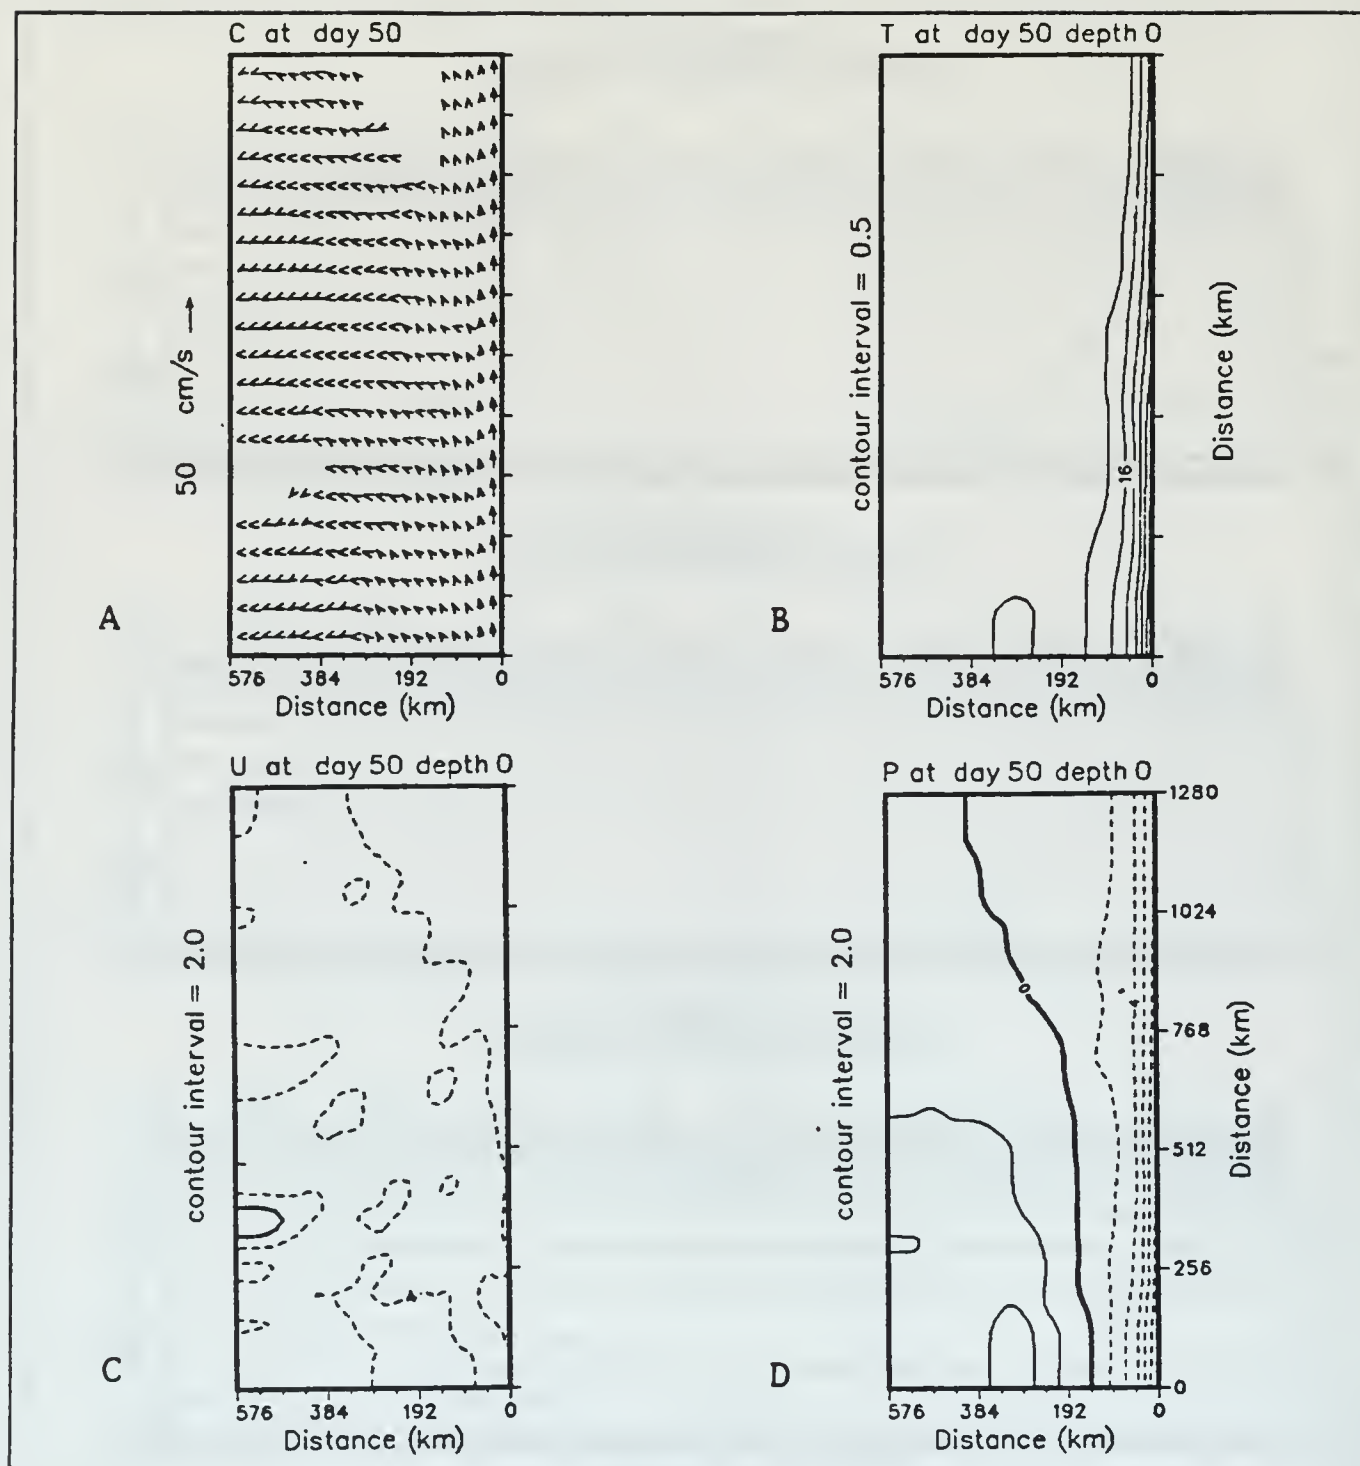 C at day 50
50 cm/s
576 384 192 0
Distance (km)
A
T at day 50 depth 0
contour interval = 0.5
16
Distance (km)
576 384 192 0
Distance (km)
B
U at day 50 depth 0
contour interval = 2.0
576 384 192 0
Distance (km)
C
P at day 50 depth 0
contour interval = 2.0
0
4
1280
1024
768
512
256
0
Distance (km)
576 384 192 0
Distance (km)
D